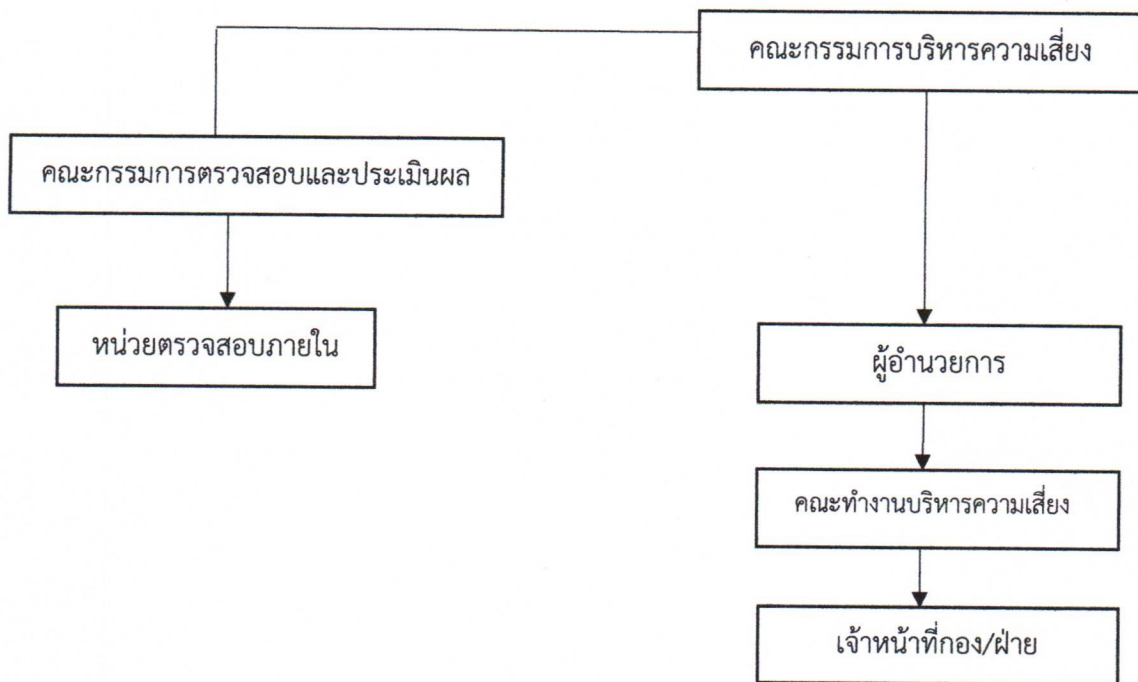 คณะกรรมการบริหารความเสี่ยง
คณะกรรมการตรวจสอบและประเมินผล
หน่วยตรวจสอบภายใน
ผู้อำนวยการ
คณะทำงานบริหารความเสี่ยง
เจ้าหน้าที่กอง/ฝ่าย